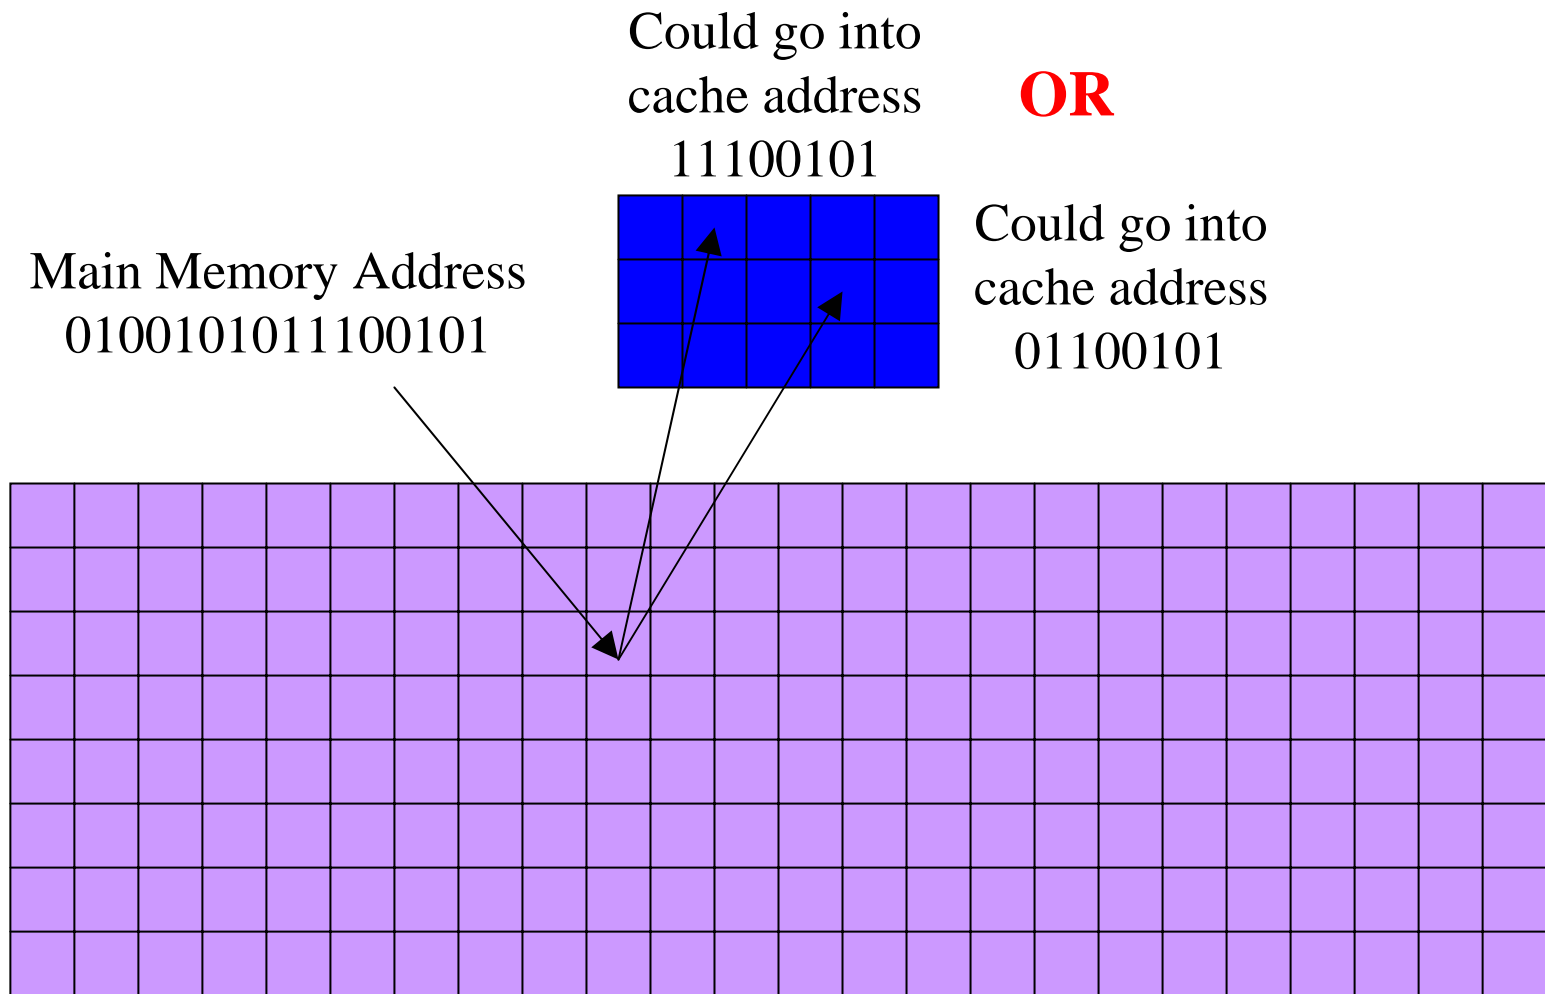 Could go into
cache address
11100101
OR
Could go into
cache address
01100101
Main Memory Address
0100101011100101